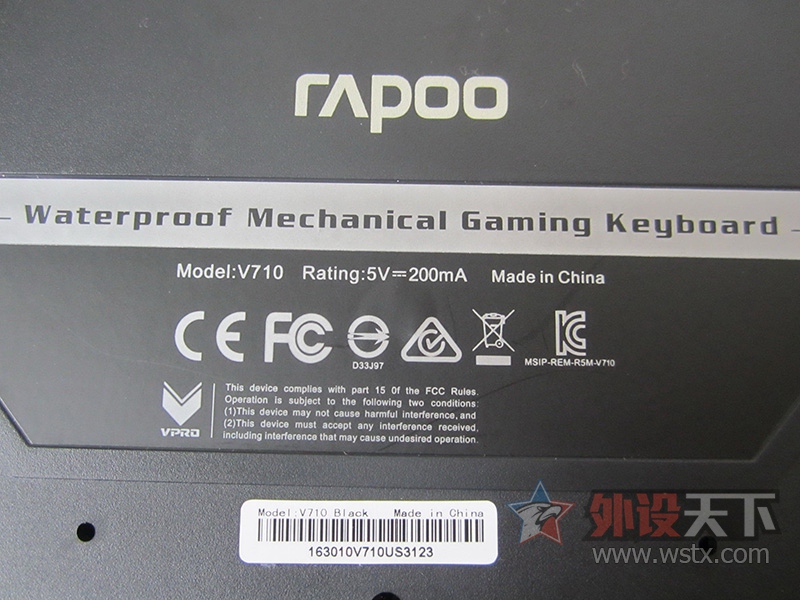 rapoo
Waterproof Mechanical Gaming Keyboard
Model:V710 Rating:5V⎓200mA Made in China
CE FC
D33J97
MSIP-REM-R5M-V710
VPRO
This device complies with part 15 0f the FCC Rules.
Operation is subject to the following two conditions:
(1)This device may not cause harmful interference, and
(2)This device must accept any interference received,
including interference that may cause undesired operation.
Model:V710 Black Made in China
163010V710US3123
外设天下
www.wstx.com